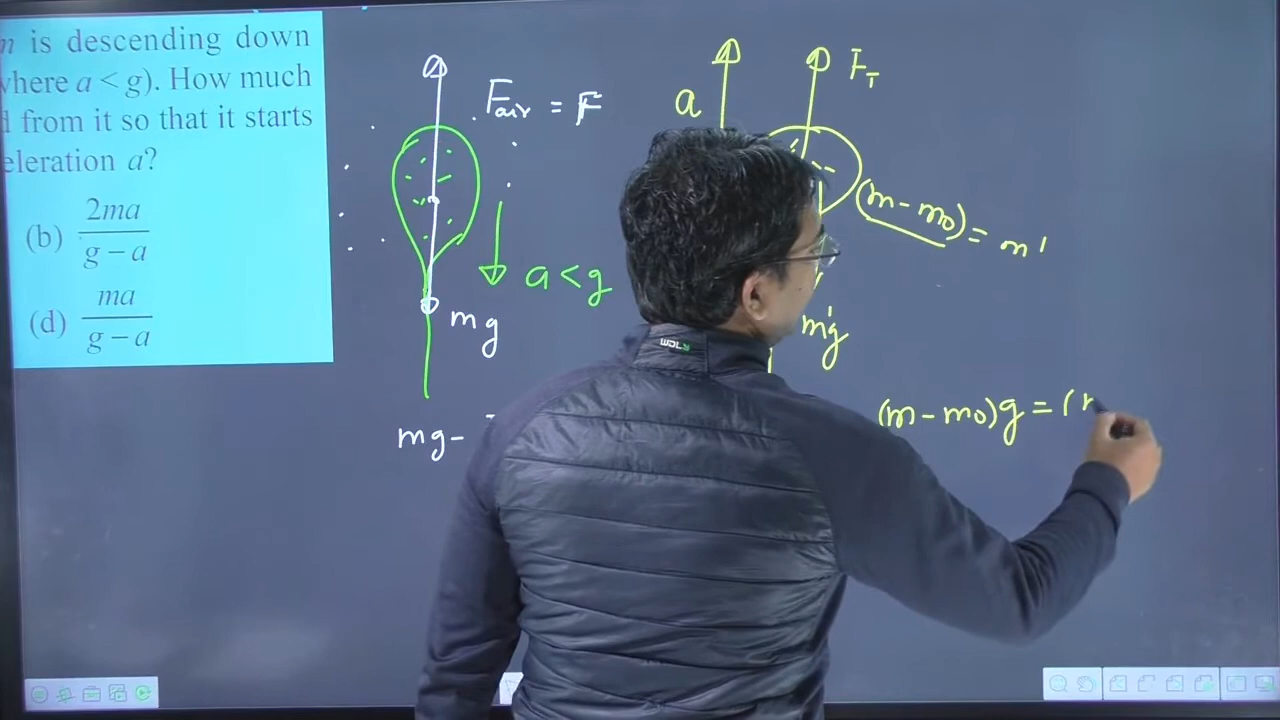 is descending down
where a < g). How much
from it so that it starts
eleration a?
(b) 2ma
g – a
(d) ma
g – a
Fair = F
a < g
mg
mg–
a
F_T
(m – m0) = m'
m'g
(m – m0)g = (